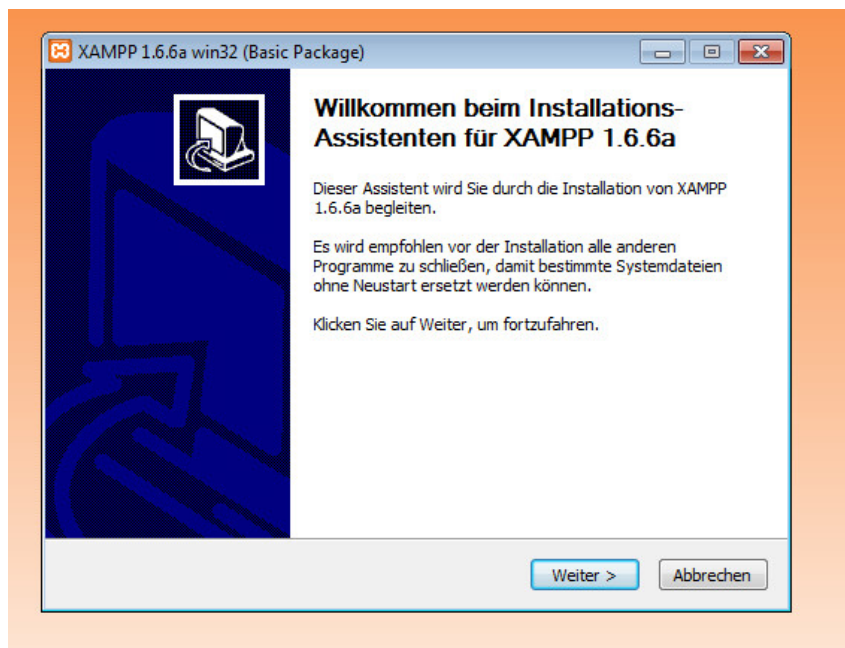 XAMPP 1.6.6a win32 (Basic Package)
Willkommen beim Installations-
Assistenten für XAMPP 1.6.6a
Dieser Assistent wird Sie durch die Installation von XAMPP
1.6.6a begleiten.
Es wird empfohlen vor der Installation alle anderen
Programme zu schließen, damit bestimmte Systemdateien
ohne Neustart ersetzt werden können.
Klicken Sie auf Weiter, um fortzufahren.
Weiter > Abbrechen